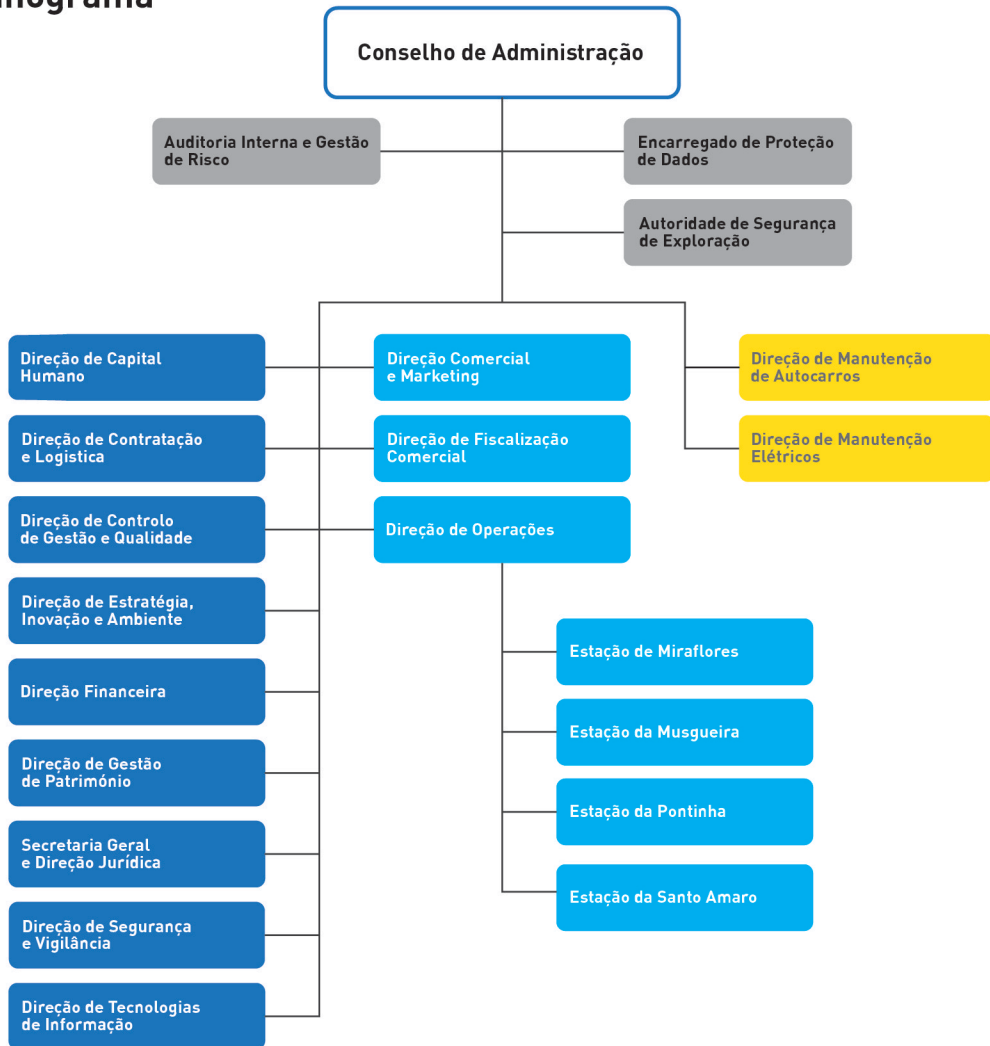 Conselho de Administração
Auditoria Interna e Gestão
de Risco
Encarregado de Proteção
de Dados
Autoridade de Segurança
de Exploração
Direção de Capital
Humano
Direção de Contratação
e Logistica
Direção de Controlo
de Gestão e Qualidade
Direção de Estratégia,
Inovação e Ambiente
Direção Financeira
Direção de Gestão
de Património
Secretaria Geral
e Direção Jurídica
Direção de Segurança
e Vigilância
Direção de Tecnologias
de Informação
Direção Comercial
e Marketing
Direção de Fiscalização
Comercial
Direção de Operações
Estação de Miraflores
Estação da Musgueira
Estação da Pontinha
Estação da Santo Amaro
Direção de Manutenção
de Autocarros
Direção de Manutenção
Elétricos